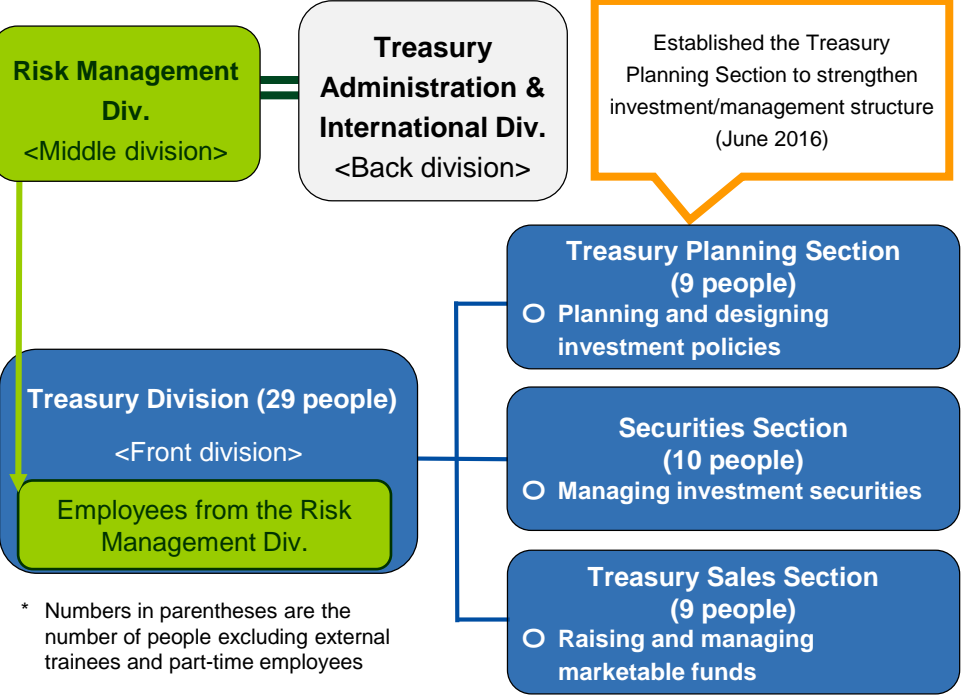 Risk Management
Div.
<Middle division>
Treasury
Administration &
International Div.
<Back division>
Established the Treasury
Planning Section to strengthen
investment/management structure
(June 2016)
Treasury Planning Section
(9 people)
O Planning and designing
investment policies
Treasury Division (29 people)
<Front division>
Employees from the Risk
Management Div.
Securities Section
(10 people)
O Managing investment securities
Treasury Sales Section
(9 people)
O Raising and managing
marketable funds
* Numbers in parentheses are the
number of people excluding external
trainees and part-time employees